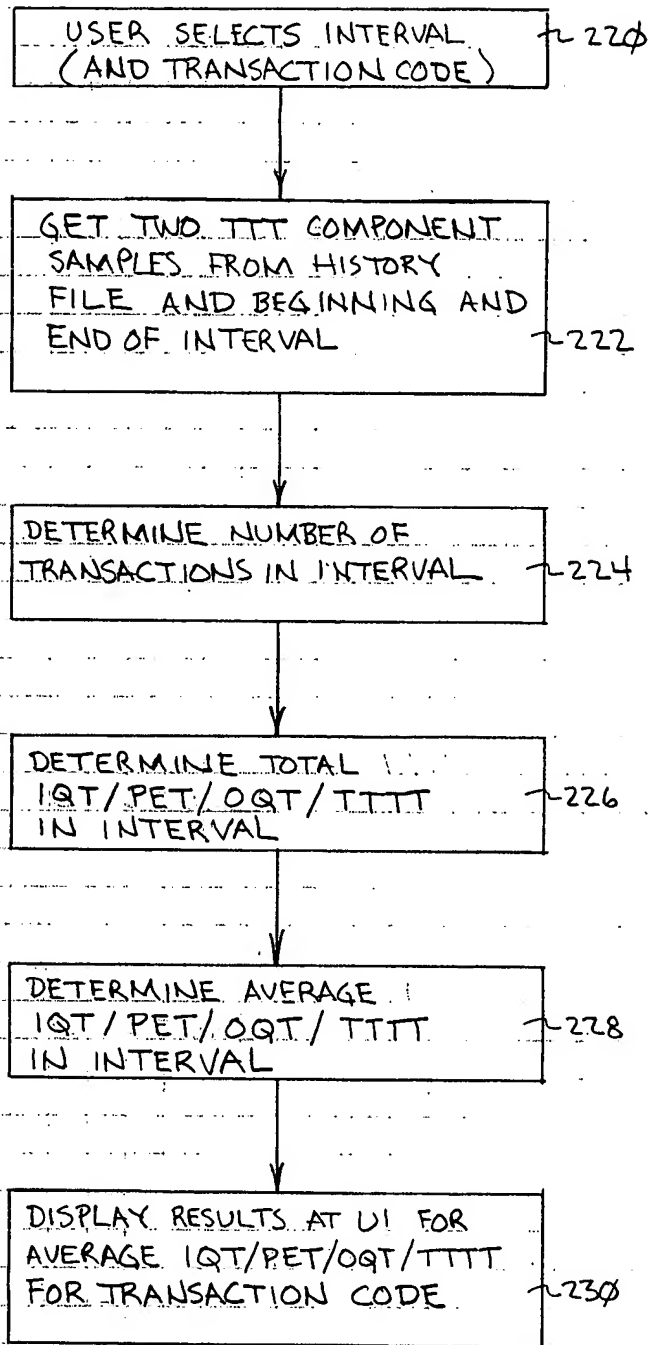 USER SELECTS INTERVAL
(AND TRANSACTION CODE)
220
GET TWO TTT COMPONENT
SAMPLES FROM HISTORY
FILE AND BEGINNING AND
END OF INTERVAL
222
DETERMINE NUMBER OF
TRANSACTIONS IN INTERVAL
224
DETERMINE TOTAL
IQT/PET/OQT/TTTT
IN INTERVAL
226
DETERMINE AVERAGE
IQT/PET/OQT/TTTT
IN INTERVAL
228
DISPLAY RESULTS AT UI FOR
AVERAGE IQT/PET/OQT/TTTT
FOR TRANSACTION CODE
230